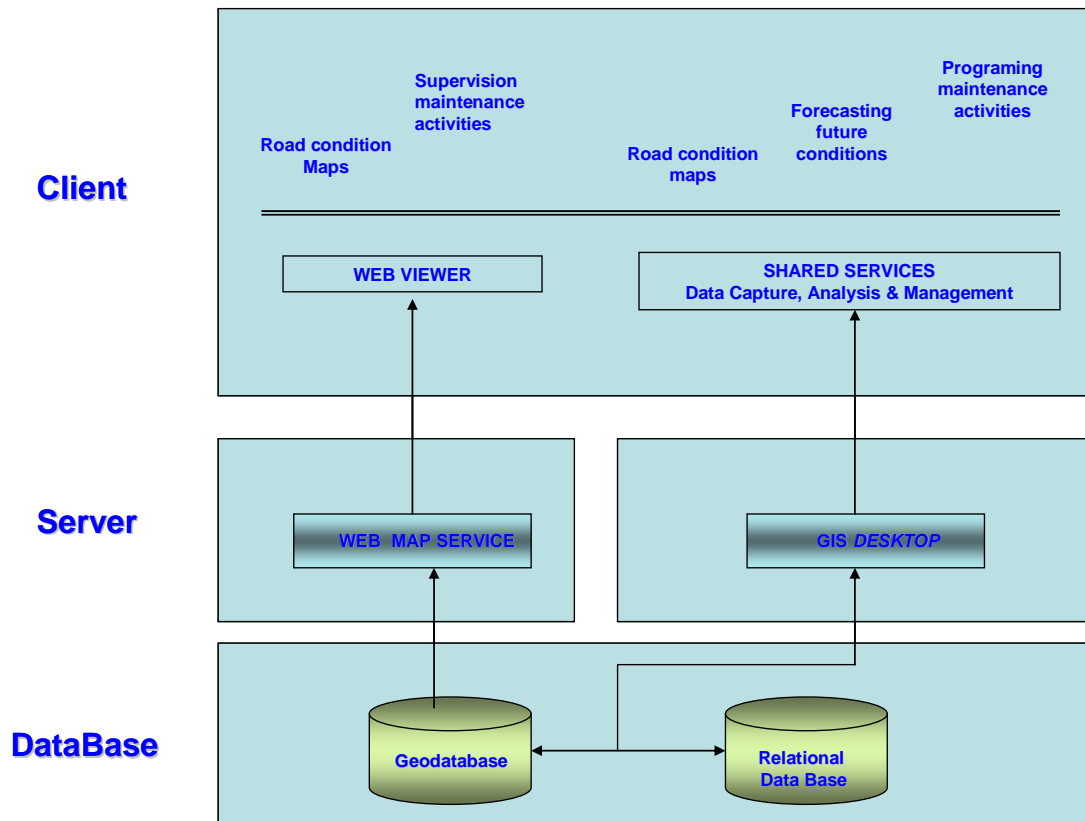 Client
Road condition
Maps
Supervision
maintenance
activities
Road condition
maps
Forecasting
future
conditions
Programing
maintenance
activities
WEB VIEWER
SHARED SERVICES
Data Capture, Analysis & Management
Server
WEB MAP SERVICE
GIS DESKTOP
DataBase
Geodatabase
Relational
Data Base